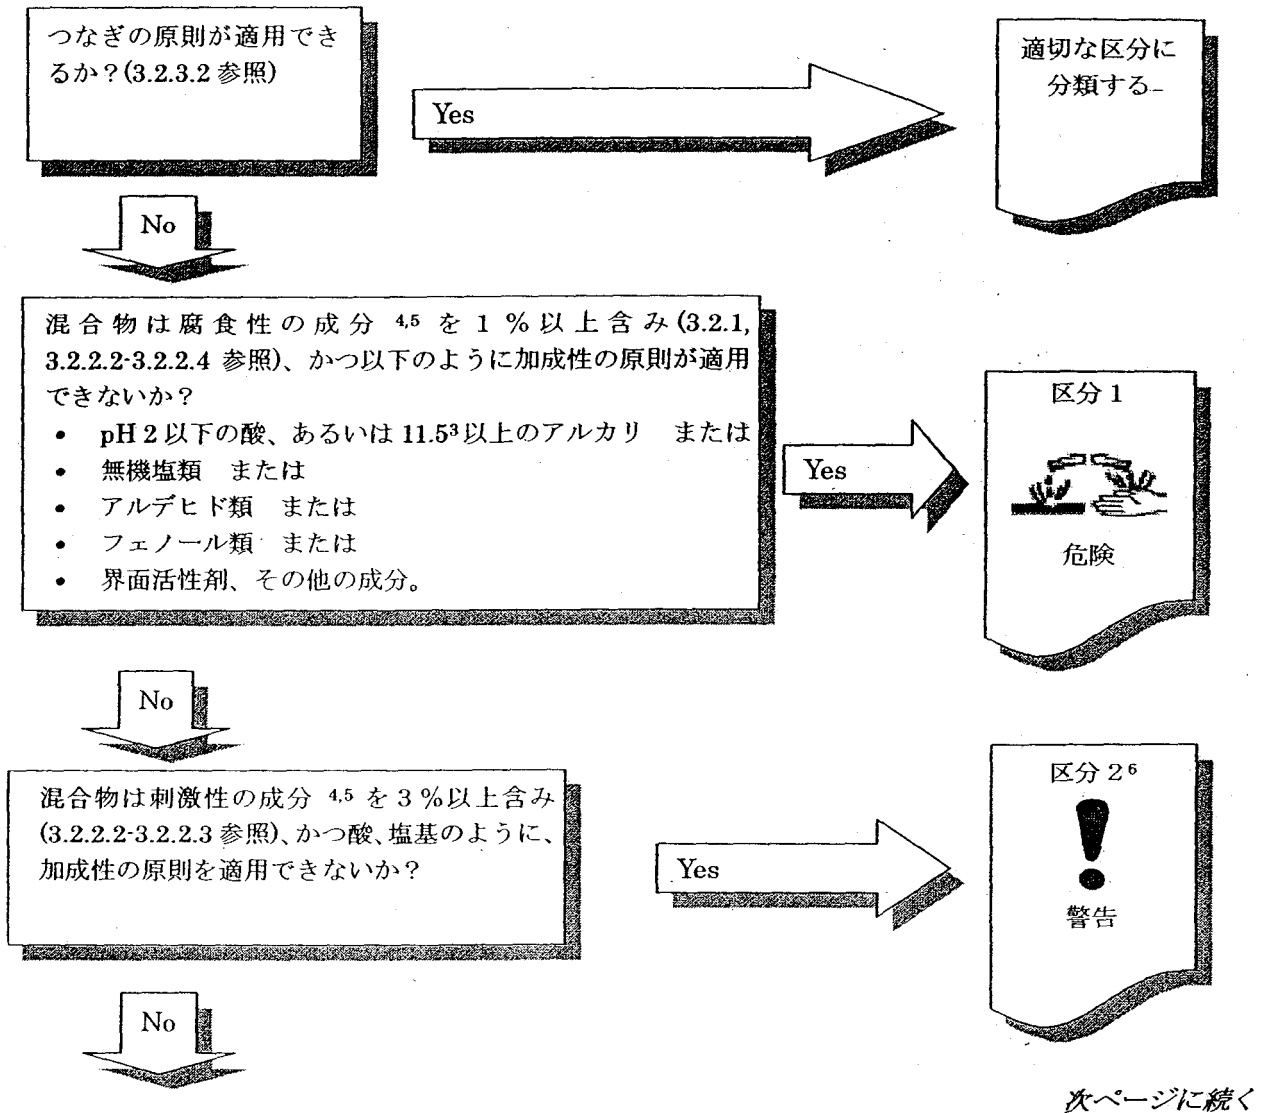 つなぎの原則が適用でき
るか？(3.2.3.2 参照)
Yes
適切な区分に
分類する
No
混合物は腐食性の成分 4,5 を 1 %以上含み(3.2.1,
3.2.2.2-3.2.2.4 参照)、かつ以下のように加成性の原則が適用
できないか？
• pH 2 以下の酸、あるいは 11.5³以上のアルカリ　または
• 無機塩類　または
• アルデヒド類　または
• フェノール類　または
• 界面活性剤、その他の成分。
Yes
区分 1
危険
No
混合物は刺激性の成分 4,5 を 3 %以上含み
(3.2.2.2-3.2.2.3 参照)、かつ酸、塩基のように、
加成性の原則を適用できないか？
Yes
区分 2⁶
警告
No
次ページに続く